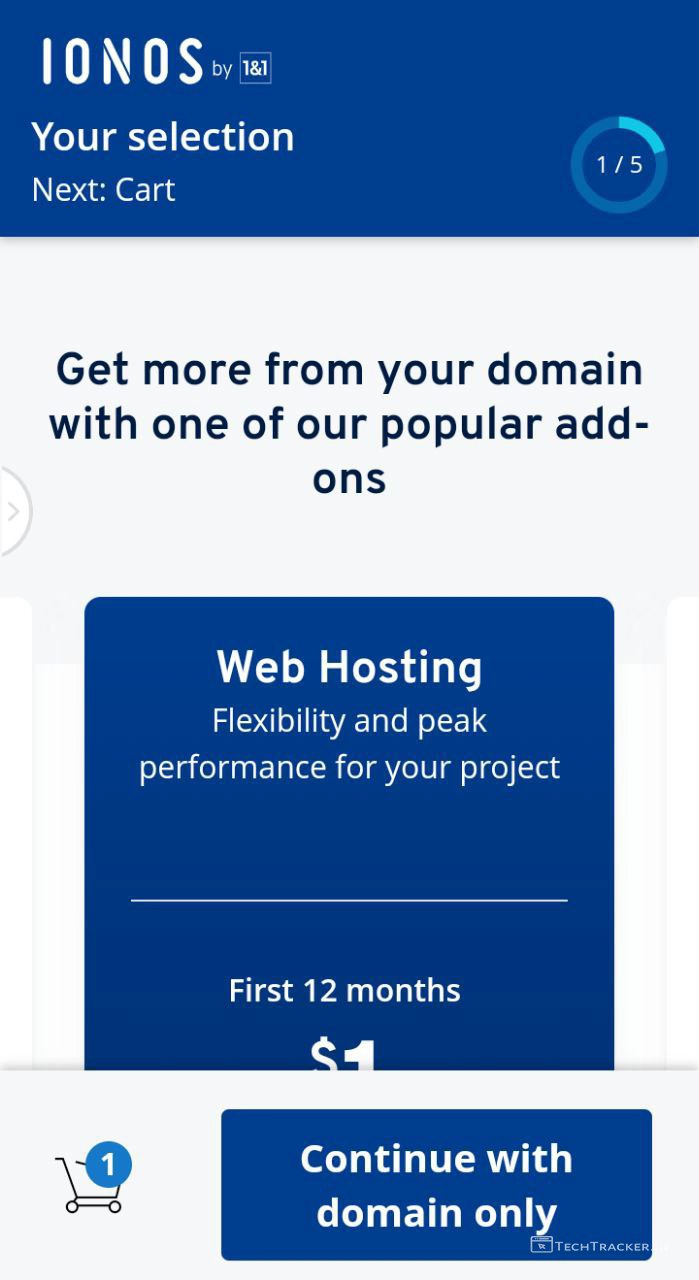 IONOS by 1&1
Your selection
Next: Cart
1 / 5
Get more from your domain
with one of our popular add-
ons
Web Hosting
Flexibility and peak
performance for your project
First 12 months
$1
1
Continue with
domain only
TECHTRACKER